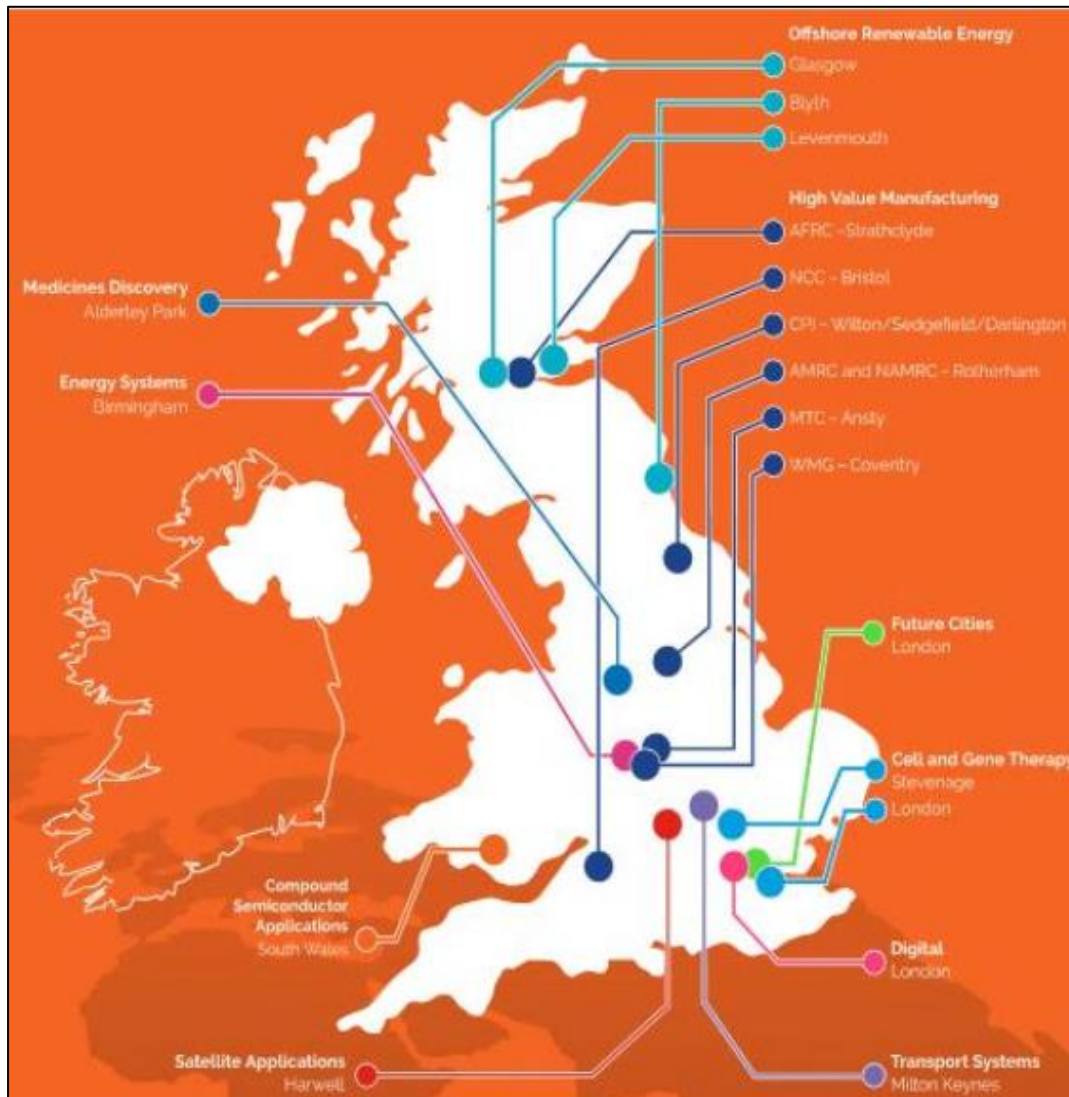 Offshore Renewable Energy
Glasgow
Blyth
Levenmouth
High Value Manufacturing
AFRC – Strathclyde
NCC – Bristol
CPI – Wilton/Sedgefield/Darlington
AMRC and NAMRC – Rotherham
MTC – Ansty
WMG – Coventry
Medicines Discovery
Alderley Park
Energy Systems
Birmingham
Future Cities
London
Cell and Gene Therapy
Stevenage
London
Compound
Semiconductor
Applications
South Wales
Digital
London
Satellite Applications
Harwell
Transport Systems
Milton Keynes